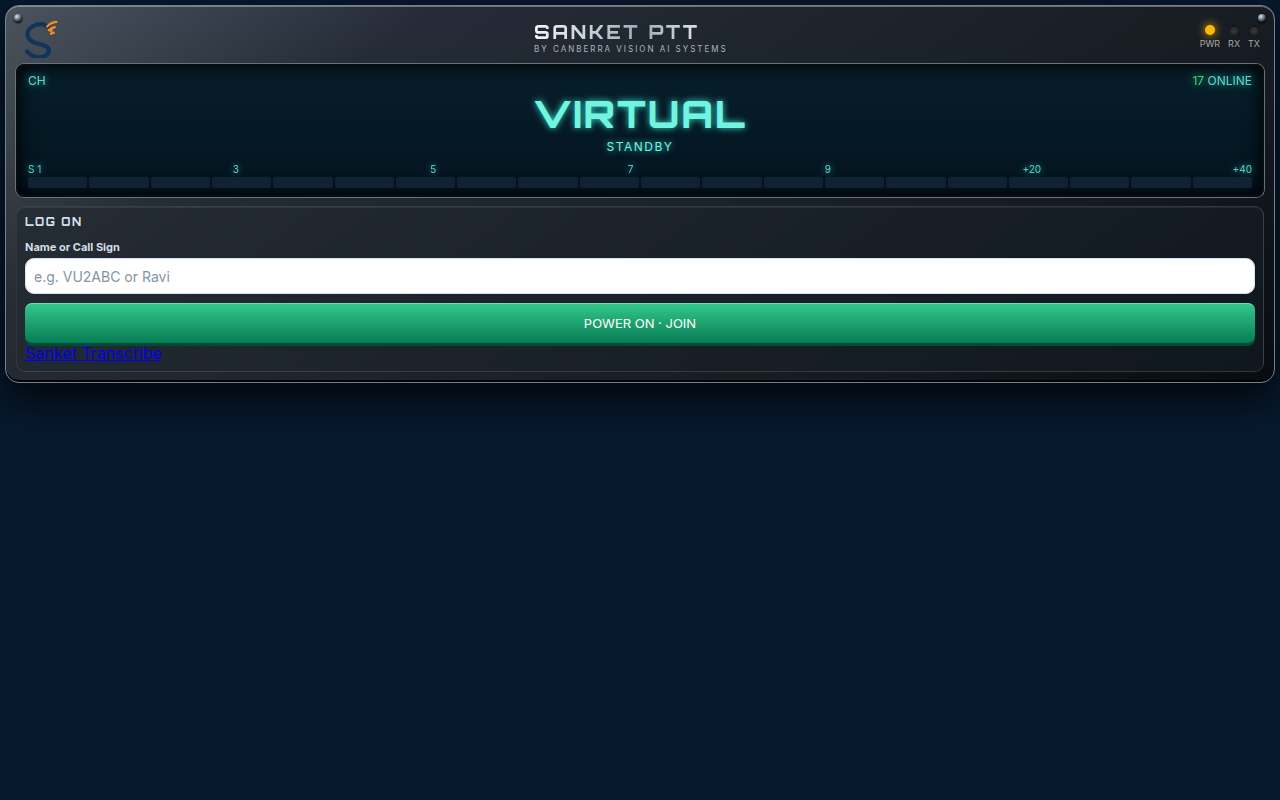 SANKET PTT
BY CANBERRA VISION AI SYSTEMS
PWR RX TX
CH
17 ONLINE
VIRTUAL
STANDBY
S 1 3 5 7 9 +20 +40
LOG ON
Name or Call Sign
e.g. VU2ABC or Ravi
POWER ON · JOIN
Sanket Transcribe